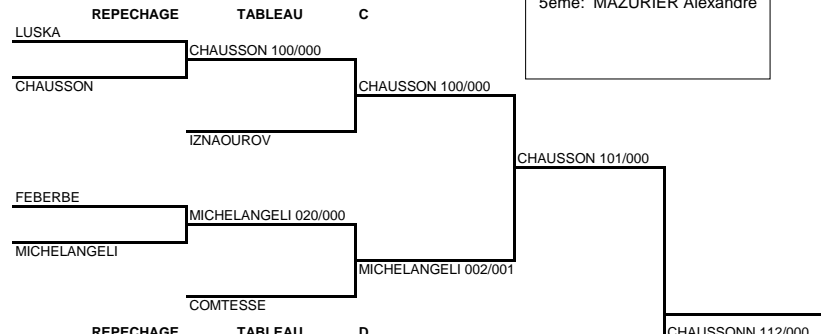 5ème: MAZURIER Alexandre
REPECHAGE TABLEAU C
LUSKA
CHAUSSON 100/000
CHAUSSON
CHAUSSON 100/000
IZNAOUROV
CHAUSSON 101/000
FEBERBE
MICHELANGELI 020/000
MICHELANGELI
MICHELANGELI 002/001
COMTESSE
REPECHAGE TABLEAU D
CHAUSSONN 112/000